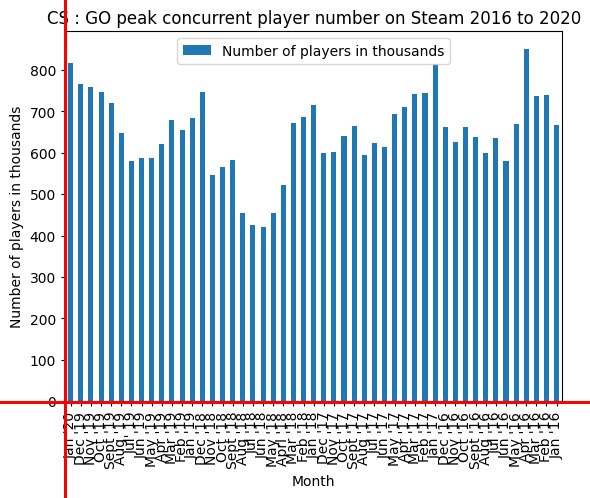 CS : GO peak concurrent player number on Steam 2016 to 2020
Number of players in thousands
Number of players in thousands
800
700
600
500
400
300
200
100
0
Jan '20
Dec '19
Nov '19
Oct '19
Sept '19
Aug '19
Jul '19
Jun '19
May '19
Apr '19
Mar '19
Feb '19
Jan '19
Dec '18
Nov '18
Oct '18
Sept '18
Aug '18
Jul '18
Jun '18
May '18
April '18
Mar '18
Feb '18
Jan '18
Dec '17
Nov '17
Oct '17
Sept '17
Aug '17
Jul '17
Jun '17
May '17
Apr '17
Mar '17
Feb '17
Jan '17
Dec '16
Nov '16
Oct '16
Sept '16
Aug '16
Jul '16
Jun '16
May '16
Apr '16
Mar '16
Feb '16
Jan '16
Month